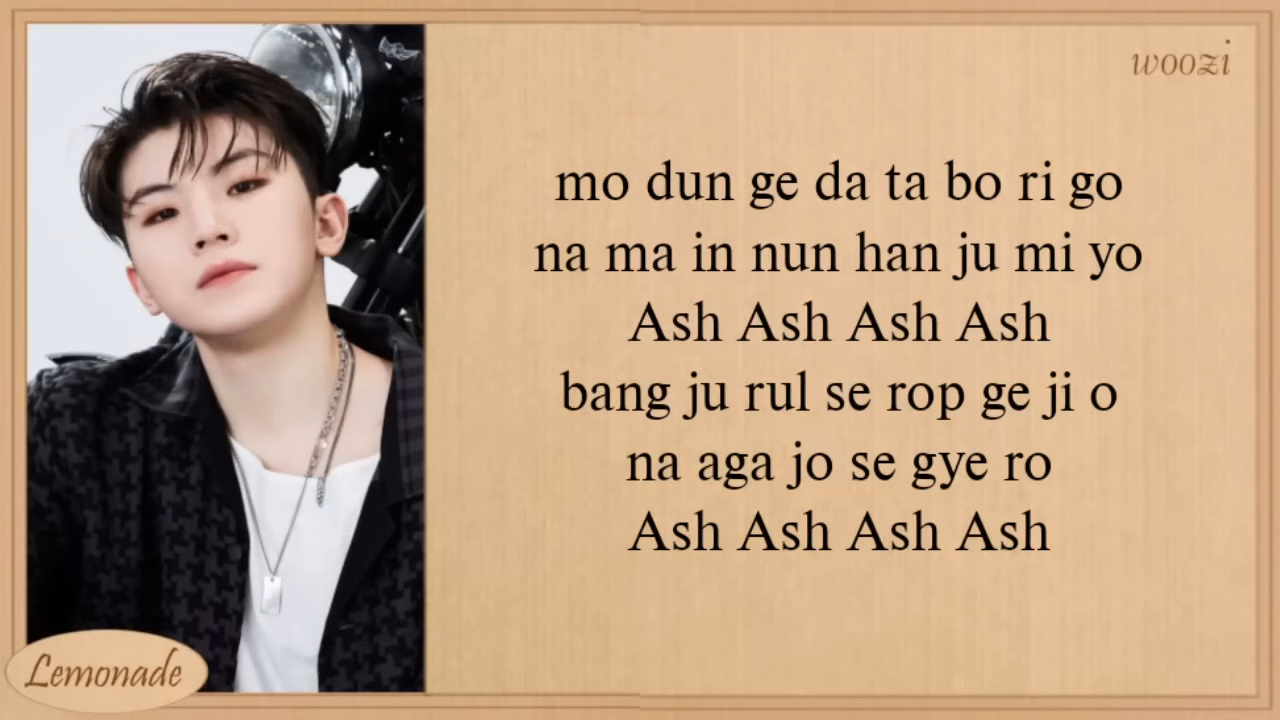 woozi
mo dun ge da ta bo ri go
na ma in nun han ju mi yo
Ash Ash Ash Ash
bang ju rul se rop ge ji o
na aga jo se gye ro
Ash Ash Ash Ash
Lemonade